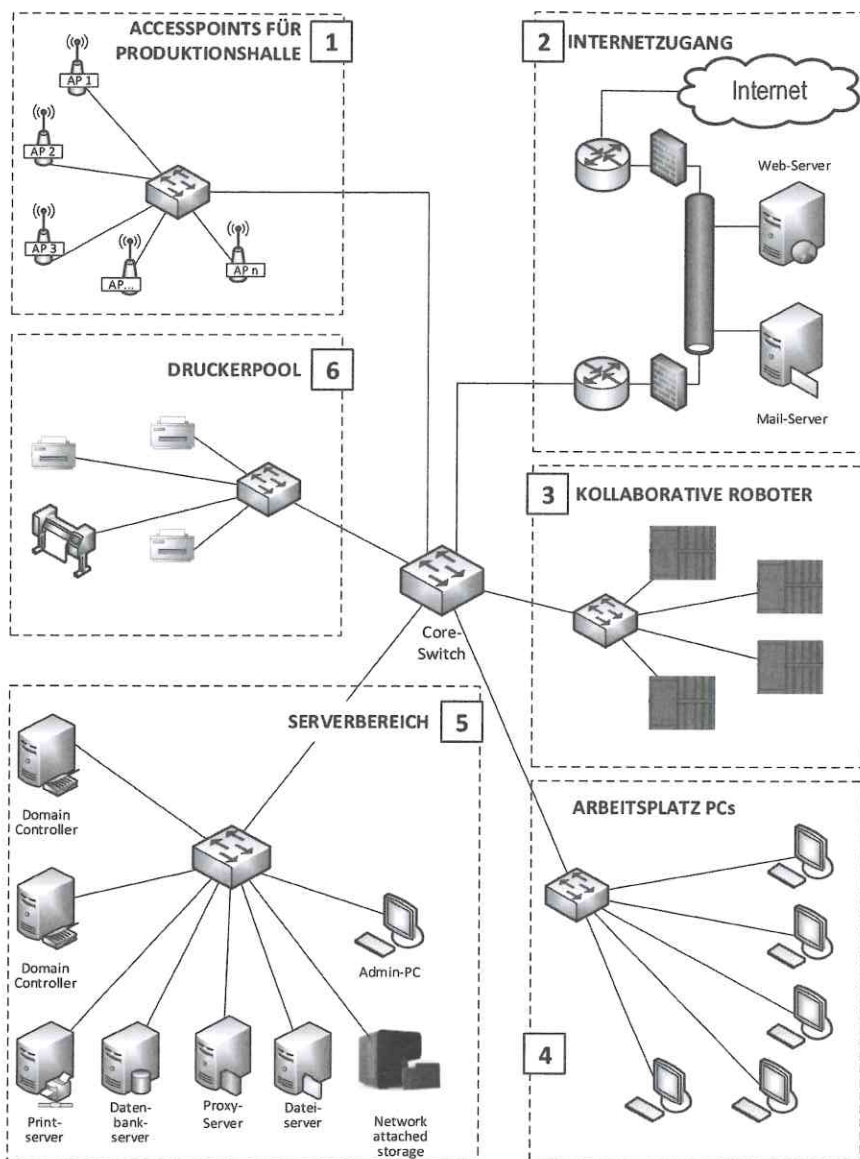 ACCESSPOINTS FÜR
PRODUKTIONSHALLE
1
AP 1
AP 2
AP 3
AP...
AP n
2
INTERNETZUGANG
Internet
Web-Server
Mail-Server
DRUCKERPOOL
6
3
KOLLABORATIVE ROBOTER
Core-
Switch
SERVERBEREICH
5
Domain
Controller
Domain
Controller
Admin-PC
Print-
server
Daten-
bank-
server
Proxy-
Server
Datei-
server
Network
attached
storage
ARBEITSPLATZ PCs
4